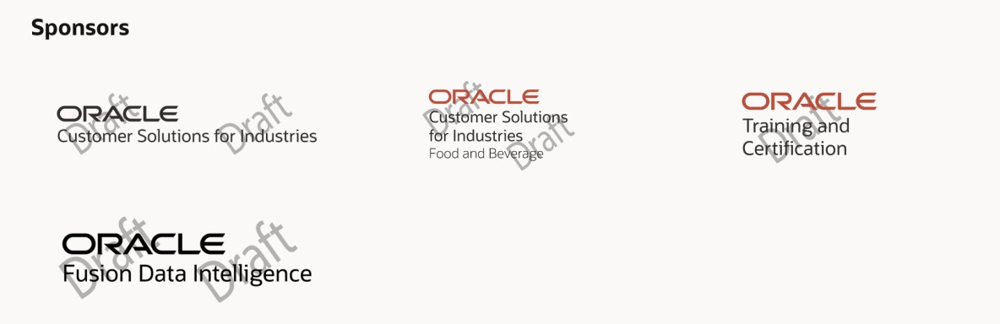 Sponsors
ORACLE
Customer Solutions for Industries
Draft
Draft
ORACLE
Customer Solutions
for Industries
Food and Beverage
Draft
Draft
ORACLE
Training and
Certification
Draft
ORACLE
Fusion Data Intelligence
Draft
Draft